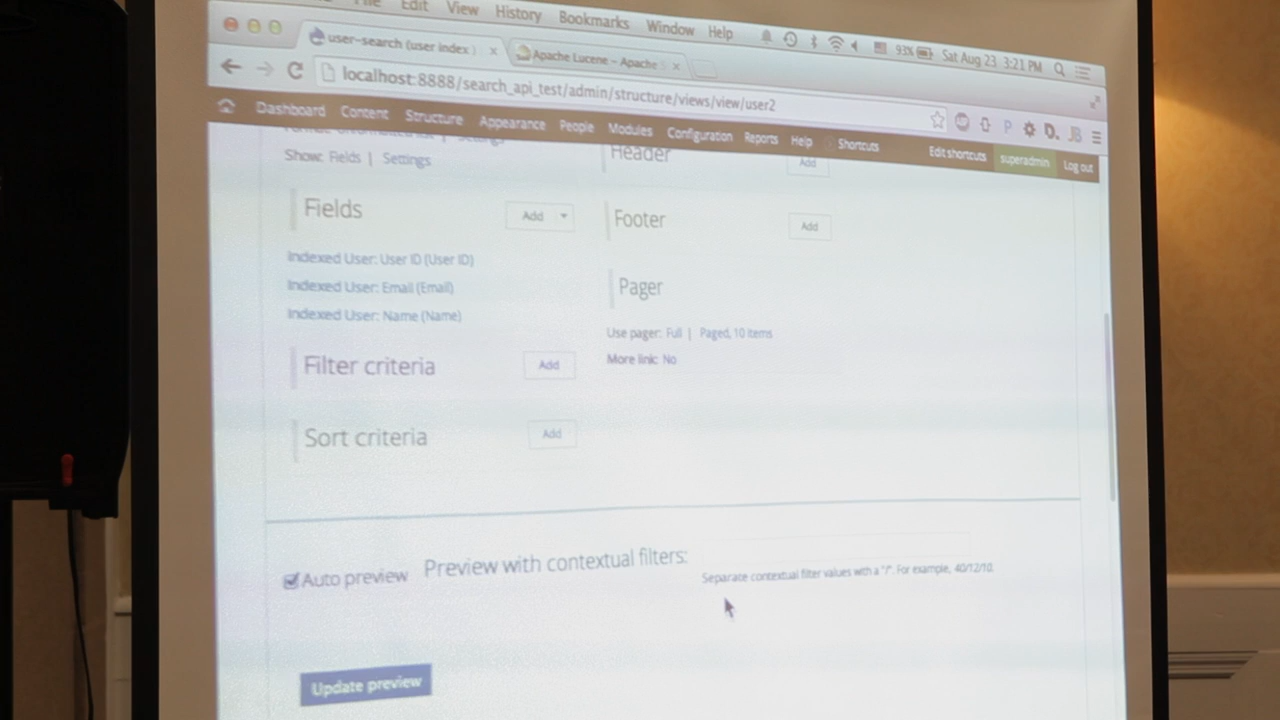 File Edit View History Bookmarks Window Help 93% Sat Aug 23 3:21 PM
user-search (user index) × Apache Lucene - Apache S ×
localhost:8888/search_api_test/admin/structure/views/view/user2
Dashboard Content Structure Appearance People Modules Configuration Reports Help Shortcuts Edit shortcuts superadmin Log out
Show: Fields | Settings
Header Add
Fields Add
Footer Add
Indexed User: User ID (User ID)
Indexed User: Email (Email)
Indexed User: Name (Name)
Pager
Use pager: Full | Paged, 10 items
More link: No
Filter criteria Add
Sort criteria Add
Auto preview Preview with contextual filters:
Separate contextual filter values with a "/". For example, 40/12/10.
Update preview